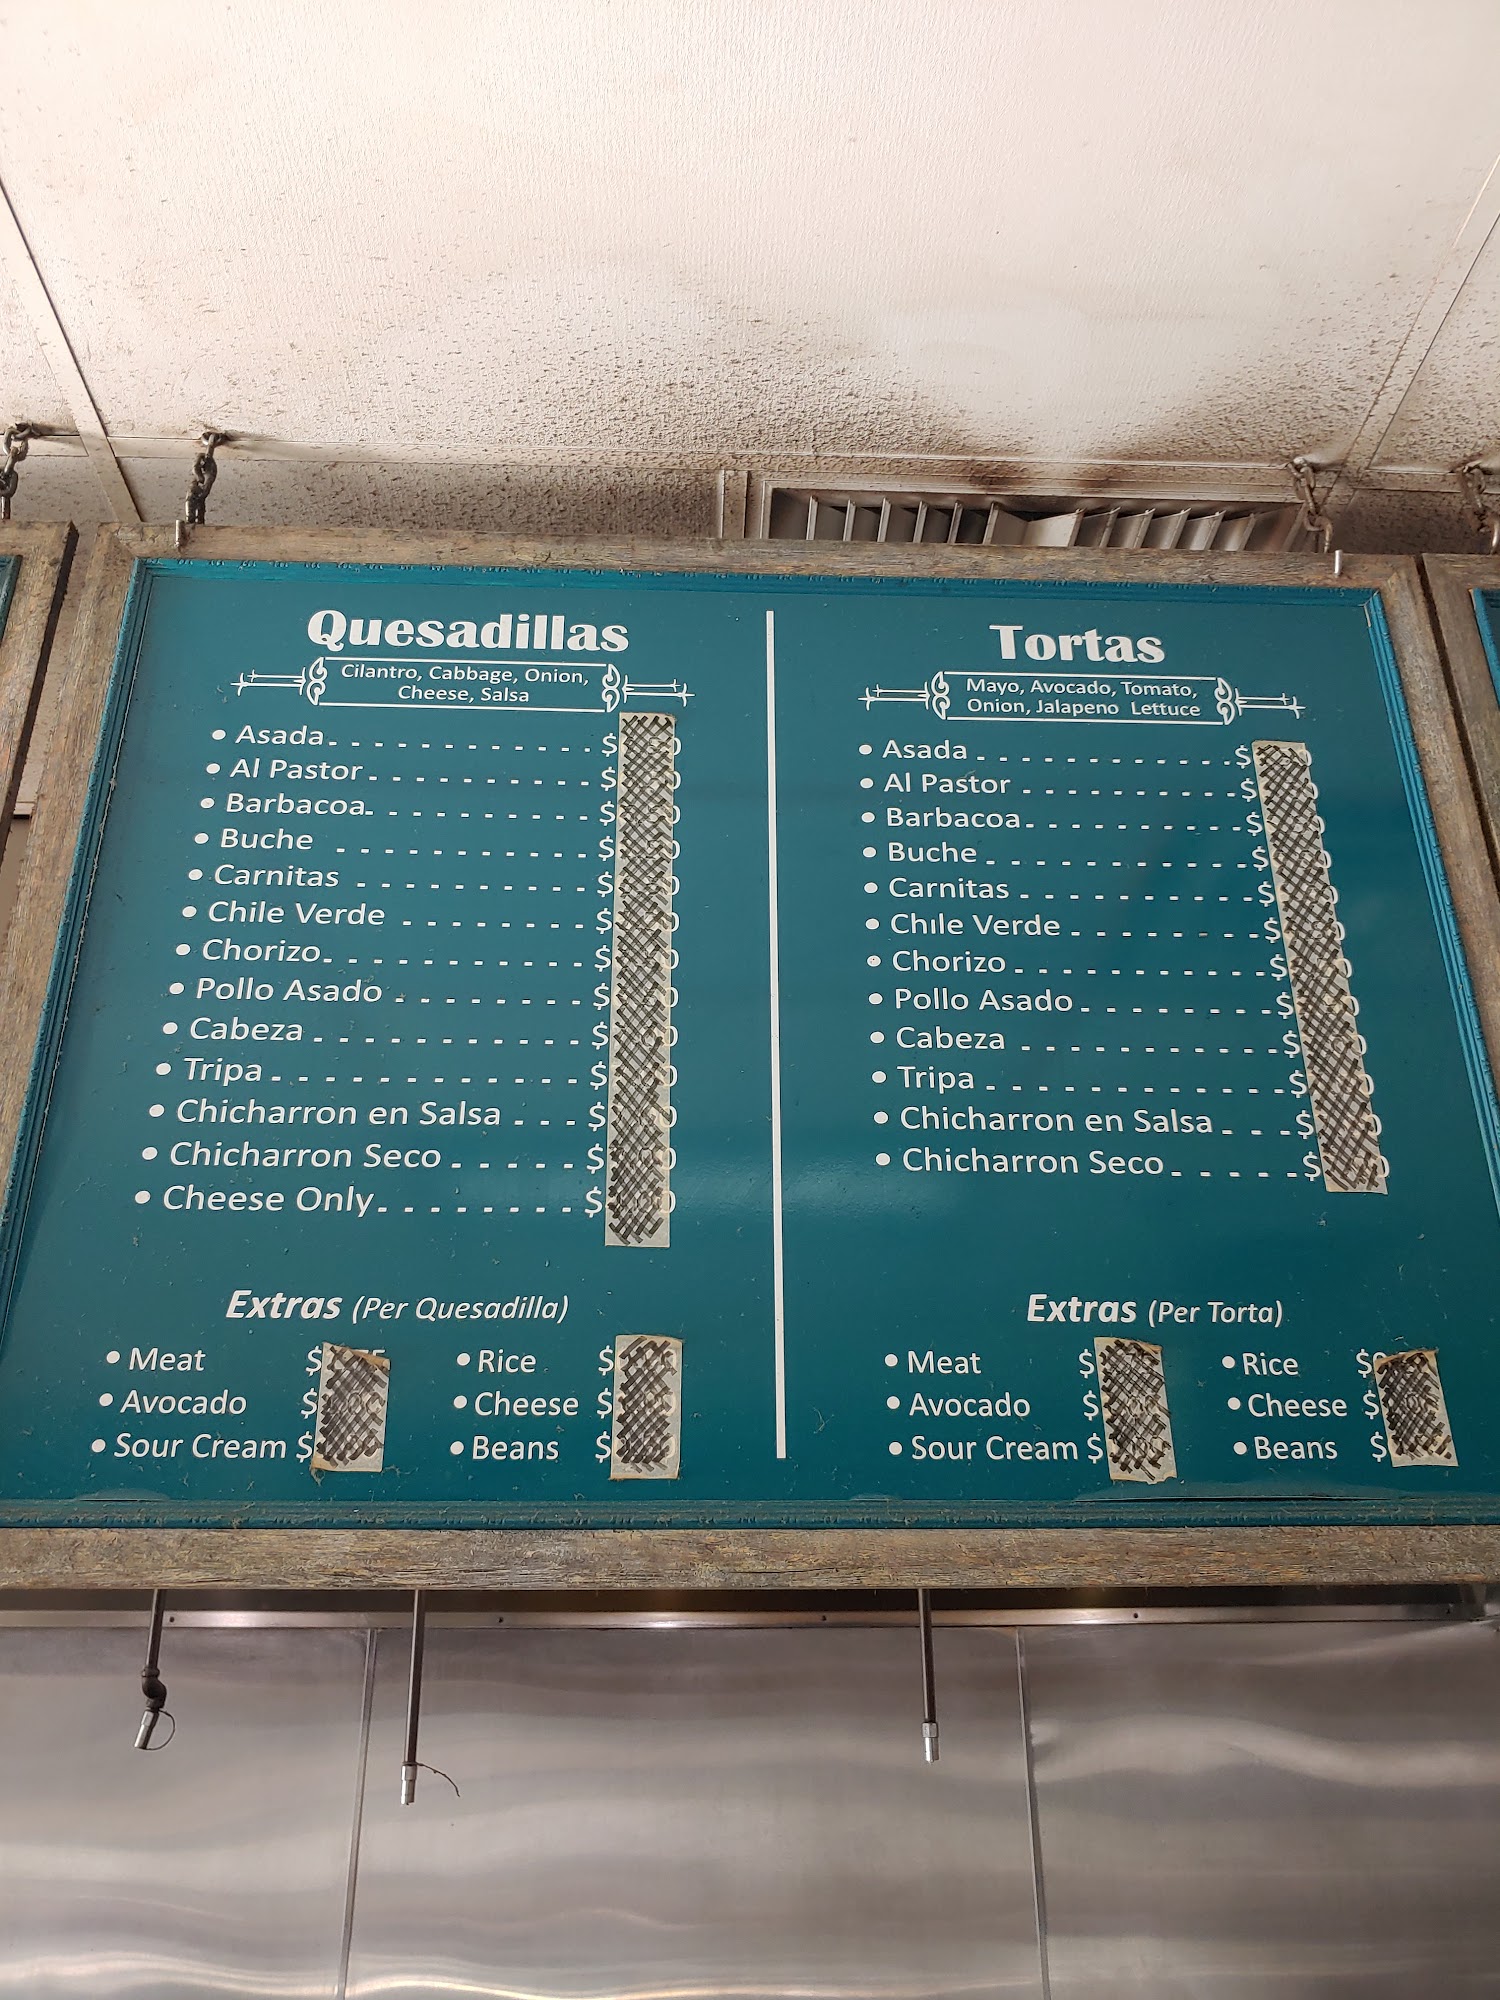 Quesadillas
Cilantro, Cabbage, Onion,
Cheese, Salsa
• Asada. . . . . . . . . . . . . $
• Al Pastor. . . . . . . . . . . $
• Barbacoa. . . . . . . . . . . $
• Buche . . . . . . . . . . . $
• Carnitas . . . . . . . . . . $
• Chile Verde . . . . . . . . $
• Chorizo. . . . . . . . . . . . $
• Pollo Asado . . . . . . . . $
• Cabeza . . . . . . . . . . . $
• Tripa. . . . . . . . . . . . . $
• Chicharron en Salsa . . . $
• Chicharron Seco . . . . . $
• Cheese Only. . . . . . . . $
Extras (Per Quesadilla)
• Meat $
• Avocado $
• Sour Cream $
• Rice $
• Cheese $
• Beans $
Tortas
Mayo, Avocado, Tomato,
Onion, Jalapeno Lettuce
• Asada . . . . . . . . . . . . $
• Al Pastor . . . . . . . . . . $
• Barbacoa. . . . . . . . . . $
• Buche . . . . . . . . . . . . $
• Carnitas . . . . . . . . . . $
• Chile Verde . . . . . . . . $
• Chorizo . . . . . . . . . . . $
• Pollo Asado . . . . . . . . $
• Cabeza . . . . . . . . . . . $
• Tripa . . . . . . . . . . . . $
• Chicharron en Salsa . . . $
• Chicharron Seco . . . . . $
Extras (Per Torta)
• Meat $
• Avocado $
• Sour Cream $
• Rice $
• Cheese $
• Beans $